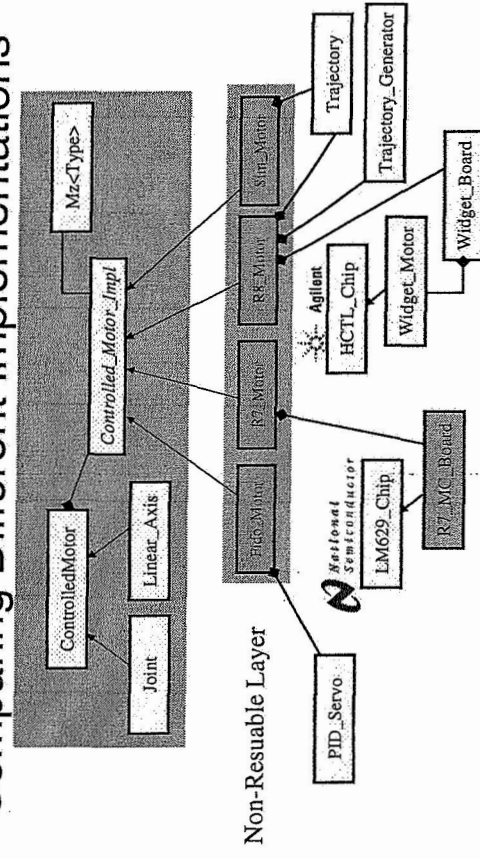 Comparing Different Implementations
Mz<Type>
Controlled_Motor_Impl
ControlledMotor
Linear_Axis
Joint
Non-Resuable Layer
Fido_Motor
R7_Motor
R8_Motor
Slim_Motor
Trajectory
Trajectory_Generator
Agilent
HCTL_Chip
Widget_Motor
Widget_Board
National
Semiconductor
LM629_Chip
R7_MC_Board
PID_Servo